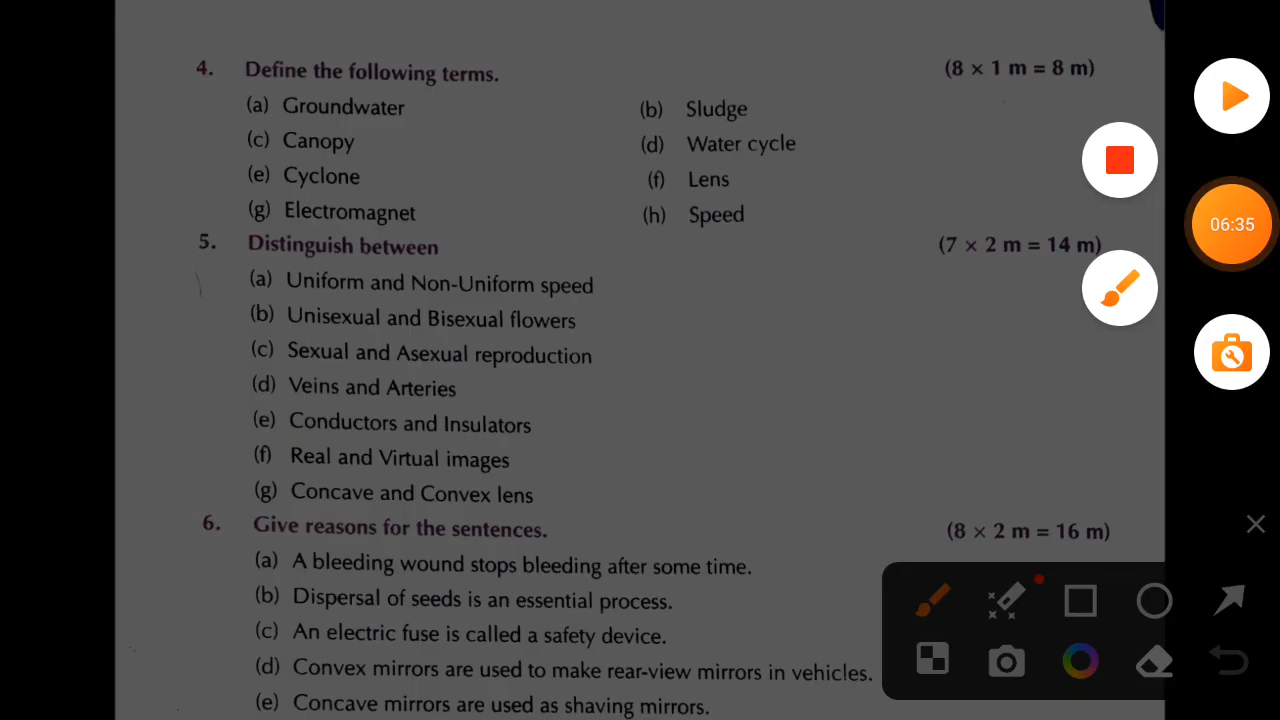 4. Define the following terms. (8 × 1 m = 8 m)
(a) Groundwater (b) Sludge
(c) Canopy (d) Water cycle
(e) Cyclone (f) Lens
(g) Electromagnet (h) Speed
5. Distinguish between (7 × 2 m = 14 m)
(a) Uniform and Non-Uniform speed
(b) Unisexual and Bisexual flowers
(c) Sexual and Asexual reproduction
(d) Veins and Arteries
(e) Conductors and Insulators
(f) Real and Virtual images
(g) Concave and Convex lens
6. Give reasons for the sentences. (8 × 2 m = 16 m)
(a) A bleeding wound stops bleeding after some time.
(b) Dispersal of seeds is an essential process.
(c) An electric fuse is called a safety device.
(d) Convex mirrors are used to make rear-view mirrors in vehicles.
(e) Concave mirrors are used as shaving mirrors.
06:35